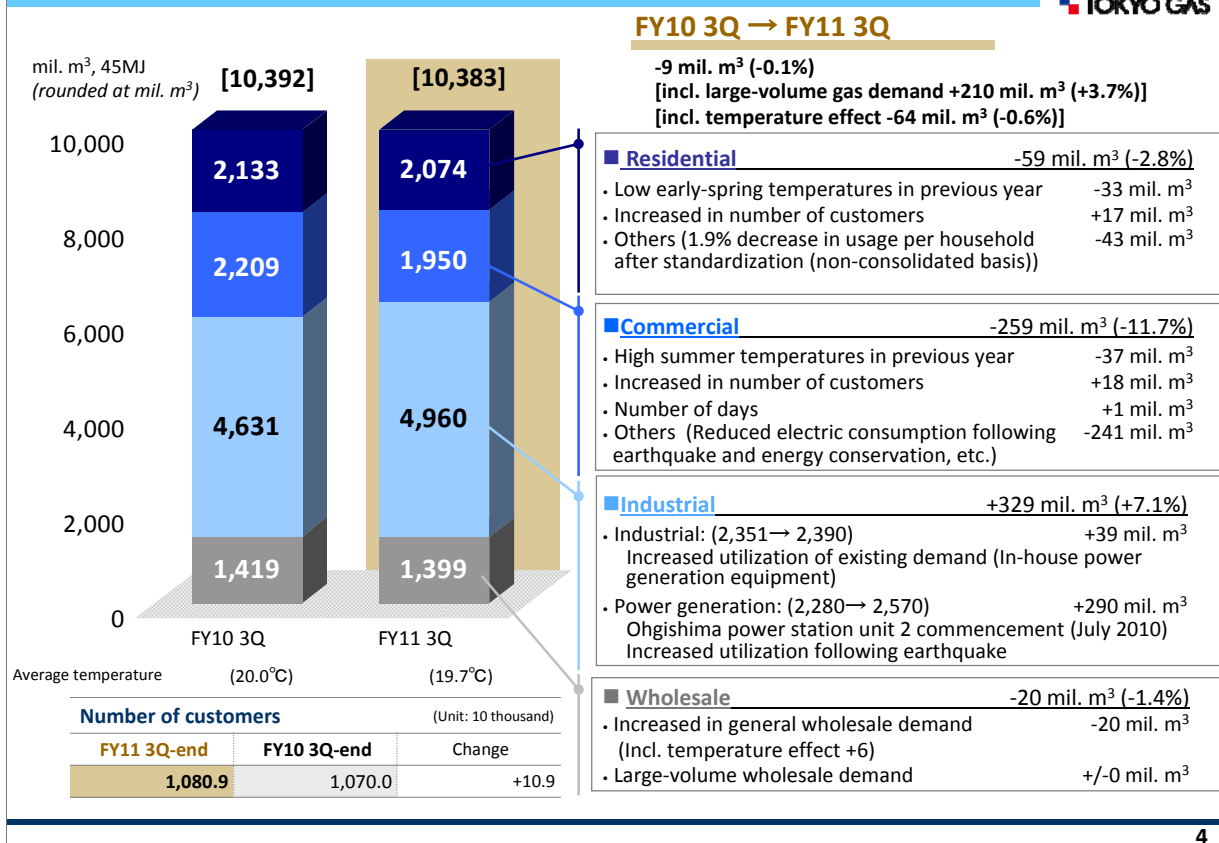 TOKYO GAS
FY10 3Q → FY11 3Q
-9 mil. m³ (-0.1%)
[incl. large-volume gas demand +210 mil. m³ (+3.7%)]
[incl. temperature effect -64 mil. m³ (-0.6%)]
mil. m³, 45MJ
(rounded at mil. m³)
[10,392]
[10,383]
10,000
8,000
6,000
4,000
2,000
0
2,133
2,209
4,631
1,419
2,074
1,950
4,960
1,399
FY10 3Q
FY11 3Q
Average temperature (20.0℃) (19.7℃)
Number of customers (Unit: 10 thousand)
FY11 3Q-end FY10 3Q-end Change
1,080.9 1,070.0 +10.9
■ Residential -59 mil. m³ (-2.8%)
・Low early-spring temperatures in previous year -33 mil. m³
・Increased in number of customers +17 mil. m³
・Others (1.9% decrease in usage per household -43 mil. m³
after standardization (non-consolidated basis))
■Commercial -259 mil. m³ (-11.7%)
・High summer temperatures in previous year -37 mil. m³
・Increased in number of customers +18 mil. m³
・Number of days +1 mil. m³
・Others (Reduced electric consumption following -241 mil. m³
earthquake and energy conservation, etc.)
■Industrial +329 mil. m³ (+7.1%)
・Industrial: (2,351→ 2,390) +39 mil. m³
Increased utilization of existing demand (In-house power
generation equipment)
・Power generation: (2,280→ 2,570) +290 mil. m³
Ohgishima power station unit 2 commencement (July 2010)
Increased utilization following earthquake
■ Wholesale -20 mil. m³ (-1.4%)
・Increased in general wholesale demand -20 mil. m³
(Incl. temperature effect +6)
・Large-volume wholesale demand +/-0 mil. m³
4